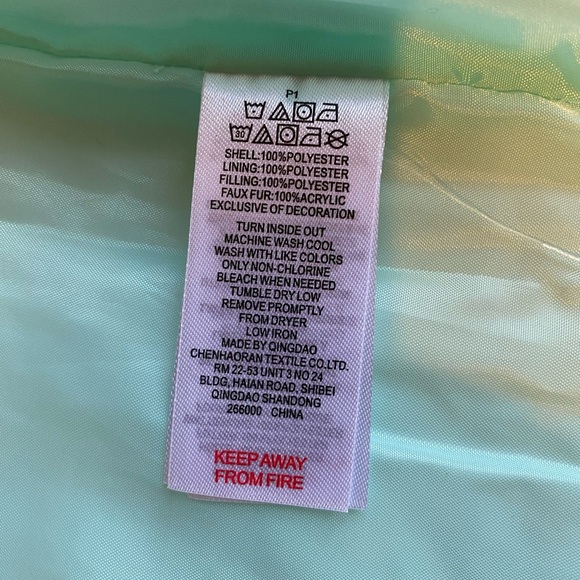 P1
30
SHELL:100%POLYESTER
LINING:100%POLYESTER
FILLING:100%POLYESTER
FAUX FUR:100%ACRYLIC
EXCLUSIVE OF DECORATION
TURN INSIDE OUT
MACHINE WASH COOL
WASH WITH LIKE COLORS
ONLY NON-CHLORINE
BLEACH WHEN NEEDED
TUMBLE DRY LOW
REMOVE PROMPTLY
FROM DRYER
LOW IRON
MADE BY QINGDAO
CHENHAORAN TEXTILE CO.LTD.
RM 22-53 UNIT 3 NO 24
BLDG, HAIAN ROAD, SHIBEI
QINGDAO SHANDONG
266000 CHINA
KEEP AWAY
FROM FIRE